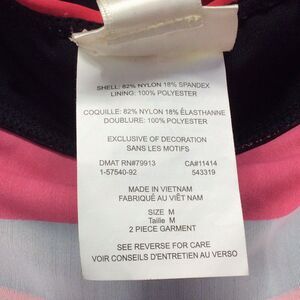 SHELL: 82% NYLON 18% SPANDEX
LINING: 100% POLYESTER
COQUILLE: 82% NYLON 18% ÉLASTHANNE
DOUBLURE: 100% POLYESTER
EXCLUSIVE OF DECORATION
SANS LES MOTIFS
DMAT RN#79913 CA#11414
1-57540-92 543319
MADE IN VIETNAM
FABRIQUÉ AU VIÊT NAM
SIZE M
Taille M
2 PIECE GARMENT
SEE REVERSE FOR CARE
VOIR CONSEILS D'ENTRETIEN AU VERSO